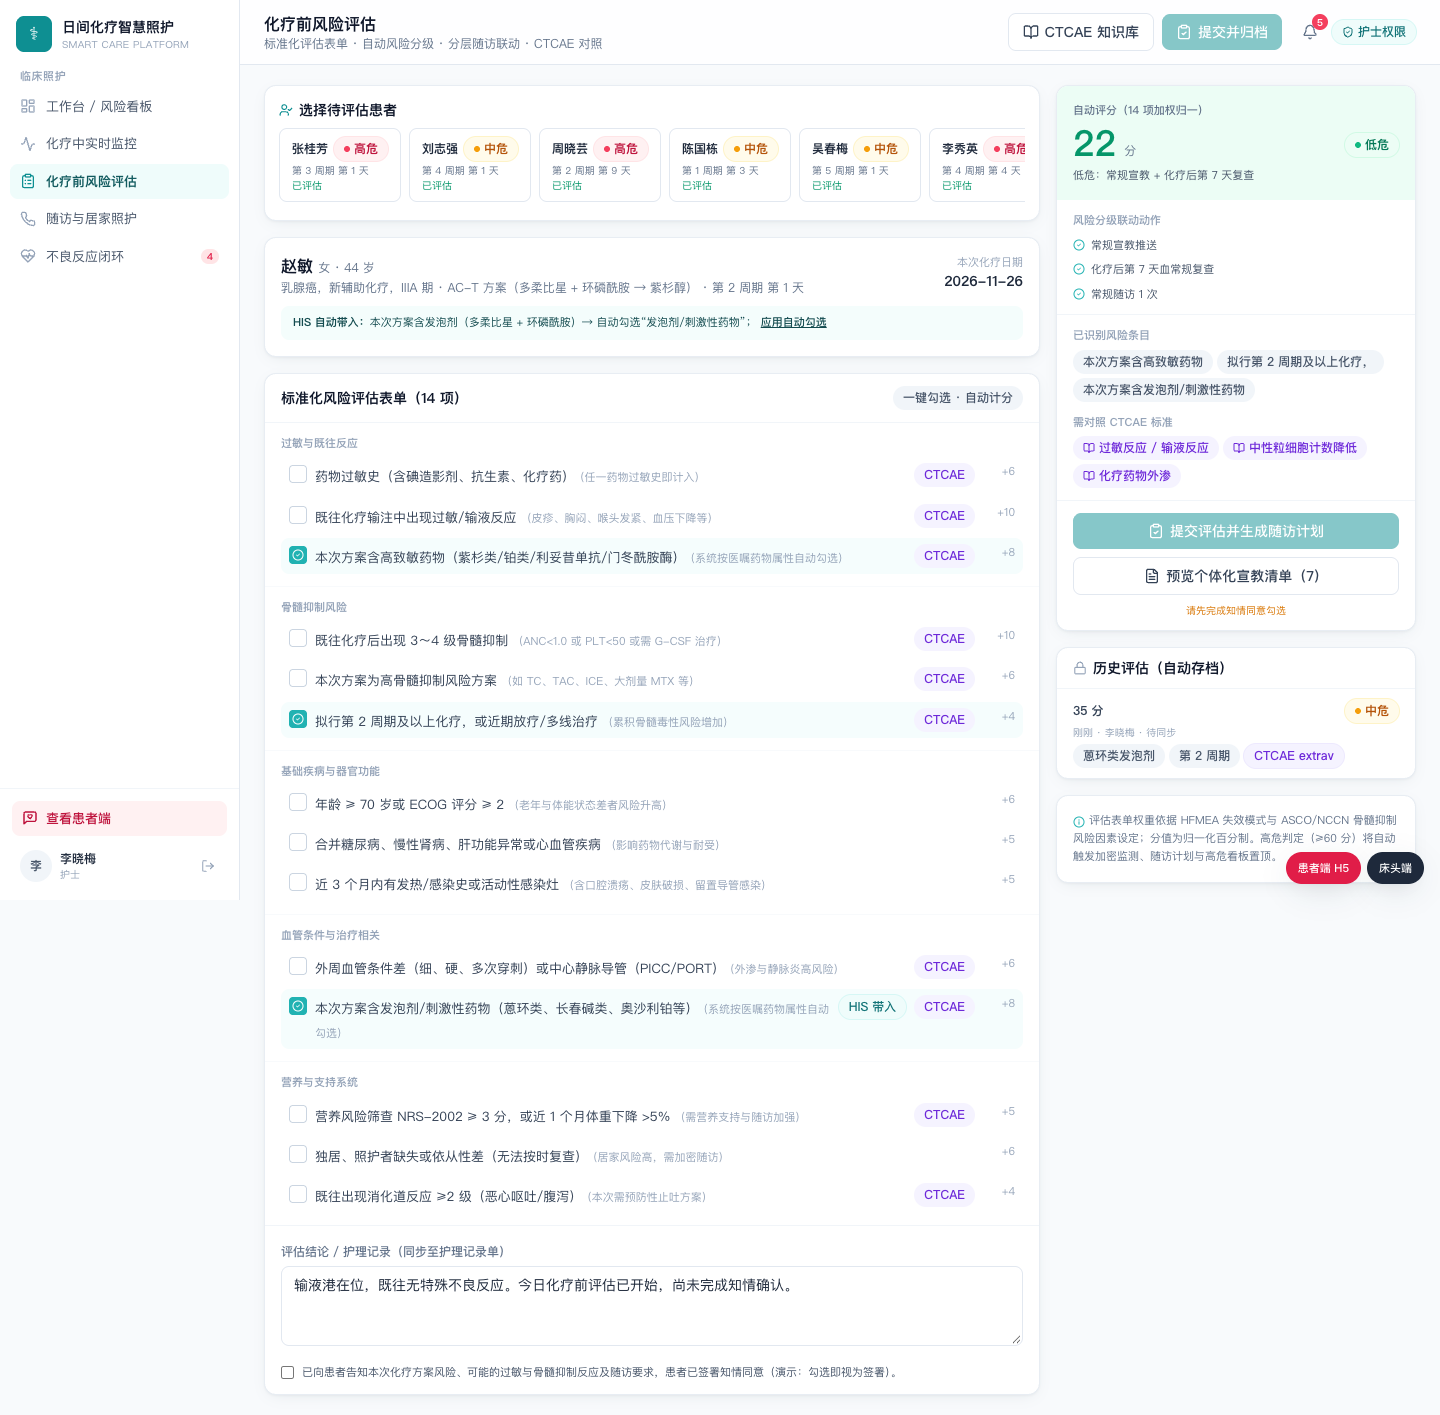 日间化疗智慧照护
SMART CARE PLATFORM
临床照护
工作台 / 风险看板
化疗中实时监控
化疗前风险评估
随访与居家照护
不良反应闭环
4
查看患者端
李
李晓梅
护士
化疗前风险评估
标准化评估表单 · 自动风险分级 · 分层随访联动 · CTCAE 对照
CTCAE 知识库
提交并归档
5
护士权限
选择待评估患者
张桂芳 高危
第 3 周期 第 1 天
已评估
刘志强 中危
第 4 周期 第 1 天
已评估
周晓芸 高危
第 2 周期 第 9 天
已评估
陈国栋 中危
第 1 周期 第 3 天
已评估
吴春梅 中危
第 5 周期 第 1 天
已评估
李秀英 高危
第 4 周期 第 4 天
已评估
赵敏 女 · 44 岁
乳腺癌，新辅助化疗，IIIA 期 · AC-T 方案（多柔比星 + 环磷酰胺 → 紫杉醇） · 第 2 周期 第 1 天
本次化疗日期
2026-11-26
HIS 自动带入：本次方案含发泡剂（多柔比星 + 环磷酰胺）→ 自动勾选“发泡剂/刺激性药物”； 应用自动勾选
标准化风险评估表单（14 项）
一键勾选 · 自动计分
过敏与既往反应
药物过敏史（含碘造影剂、抗生素、化疗药）（任一药物过敏史即计入） CTCAE +6
既往化疗输注中出现过敏/输液反应 （皮疹、胸闷、喉头发紧、血压下降等） CTCAE +10
本次方案含高致敏药物（紫杉类/铂类/利妥昔单抗/门冬酰胺酶）（系统按医嘱药物属性自动勾选） CTCAE +8
骨髓抑制风险
既往化疗后出现 3～4 级骨髓抑制 （ANC<1.0 或 PLT<50 或需 G-CSF 治疗） CTCAE +10
本次方案为高骨髓抑制风险方案 （如 TC、TAC、ICE、大剂量 MTX 等） CTCAE +6
拟行第 2 周期及以上化疗，或近期放疗/多线治疗 （累积骨髓毒性风险增加） CTCAE +4
基础疾病与器官功能
年龄 ≥ 70 岁或 ECOG 评分 ≥ 2 （老年与体能状态差者风险升高） +6
合并糖尿病、慢性肾病、肝功能异常或心血管疾病 （影响药物代谢与耐受） +5
近 3 个月内有发热/感染史或活动性感染灶 （含口腔溃疡、皮肤破损、留置导管感染） +5
血管条件与治疗相关
外周血管条件差（细、硬、多次穿刺）或中心静脉导管（PICC/PORT）（外渗与静脉炎高风险） CTCAE +6
本次方案含发泡剂/刺激性药物（蒽环类、长春碱类、奥沙利铂等）（系统按医嘱药物属性自动 HIS 带入 CTCAE +8
勾选）
营养与支持系统
营养风险筛查 NRS-2002 ≥ 3 分，或近 1 个月体重下降 >5% （需营养支持与随访加强） CTCAE +5
独居、照护者缺失或依从性差（无法按时复查）（居家风险高，需加密随访） +6
既往出现消化道反应 ≥2 级（恶心呕吐/腹泻）（本次需预防性止吐方案） CTCAE +4
评估结论 / 护理记录（同步至护理记录单）
输液港在位，既往无特殊不良反应。今日化疗前评估已开始，尚未完成知情确认。
已向患者告知本次化疗方案风险、可能的过敏与骨髓抑制反应及随访要求，患者已签署知情同意（演示：勾选即视为签署）。
自动评分（14 项加权归一）
22 分
低危
低危：常规宣教 + 化疗后第 7 天复查
风险分级联动动作
常规宣教推送
化疗后第 7 天血常规复查
常规随访 1 次
已识别风险条目
本次方案含高致敏药物
拟行第 2 周期及以上化疗，
本次方案含发泡剂/刺激性药物
需对照 CTCAE 标准
过敏反应 / 输液反应
中性粒细胞计数降低
化疗药物外渗
提交评估并生成随访计划
预览个体化宣教清单（7）
请先完成知情同意勾选
历史评估（自动存档）
35 分
中危
刚刚 · 李晓梅 · 待同步
蒽环类发泡剂
第 2 周期
CTCAE extrav
评估表单权重依据 HFMEA 失效模式与 ASCO/NCCN 骨髓抑制
风险因素设定；分值为归一化百分制。高危判定（≥60 分）将自动
触发加密监测、随访计划与高危看板置顶。
患者端 H5
床头端